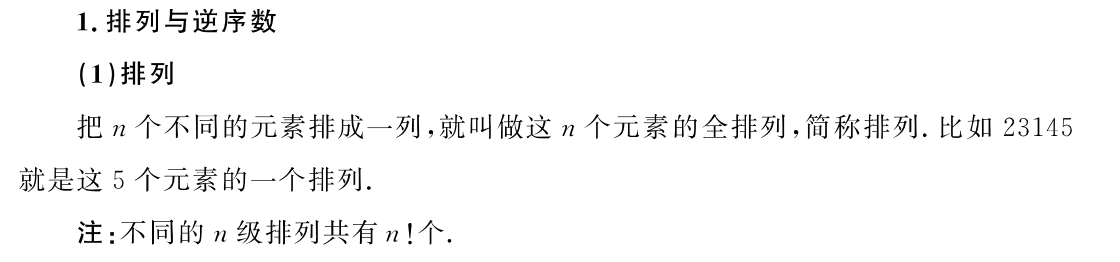 1. 排列与逆序数
(1)排列
把 n 个不同的元素排成一列,就叫做这 n 个元素的全排列,简称排列. 比如 23145
就是这 5 个元素的一个排列.
注:不同的 n 级排列共有 n!个.